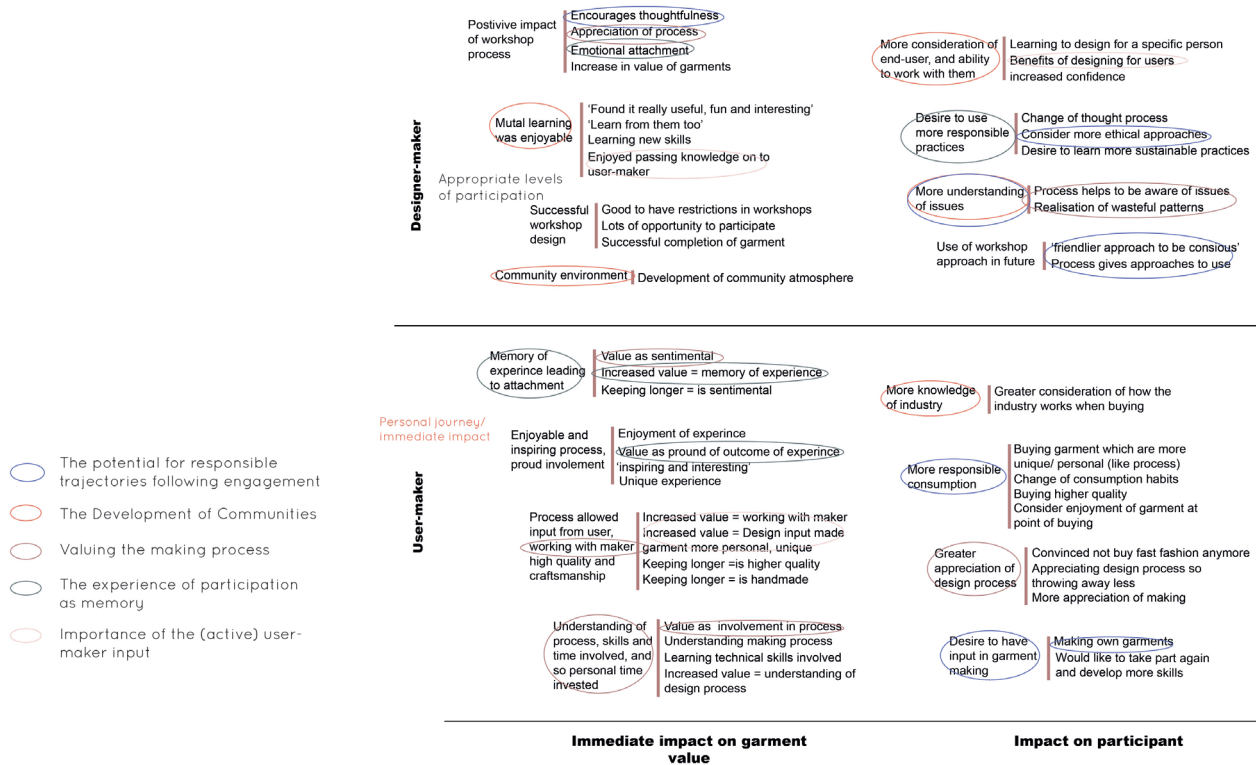 Postivive impact
of workshop
process
Encourages thoughtfulness
Appreciation of process
Emotional attachment
Increase in value of garments
Mutal learning
was enjoyable
‘Found it really useful, fun and interesting’
‘Learn from them too’
Learning new skills
Enjoyed passing knowledge on to
user-maker
Appropriate levels
of participation
Successful
workshop
design
Good to have restrictions in workshops
Lots of opportunity to participate
Successful completion of garment
Community environment
Development of community atmosphere
Designer-maker
More consideration of
end-user, and ability
to work with them
Learning to design for a specific person
Benefits of designing for users
increased confidence
Desire to use
more responsible
practices
Change of thought process
Consider more ethical approaches
Desire to learn more sustainable practices
More understanding
of issues
Process helps to be aware of issues
Realisation of wasteful patterns
Use of workshop
approach in future
‘friendlier approach to be consious’
Process gives approaches to use
Memory of
experince leading
to attachment
Value as sentimental
Increased value = memory of experience
Keeping longer = is sentimental
Personal journey/
immediate impact
Enjoyable and
inspiring process,
proud involement
Enjoyment of experince
Value as pround of outcome of experince
‘inspiring and interesting’
Unique experience
User-maker
Process allowed
input from user,
working with maker
high quality and
craftsmanship
Increased value = working with maker
Increased value = Design input made
garment more personal, unique
Keeping longer =is higher quality
Keeping longer = is handmade
Understanding of
process, skills and
time involved, and
so personal time
invested
Value as involvement in process
Understanding making process
Learning technical skills involved
Increased value = understanding of
design process
More knowledge
of industry
Greater consideration of how the
industry works when buying
More responsible
consumption
Buying garment which are more
unique/ personal (like process)
Change of consumption habits
Buying higher quality
Consider enjoyment of garment at
point of buying
Greater
appreciation of
design process
Convinced not buy fast fashion anymore
Appreciating design process so
throwing away less
More appreciation of making
Desire to have
input in garment
making
Making own garments
Would like to take part again
and develop more skills
The potential for responsible
trajectories following engagement
The Development of Communities
Valuing the making process
The experience of participation
as memory
Importance of the (active) user-
maker input
Immediate impact on garment
value
Impact on participant